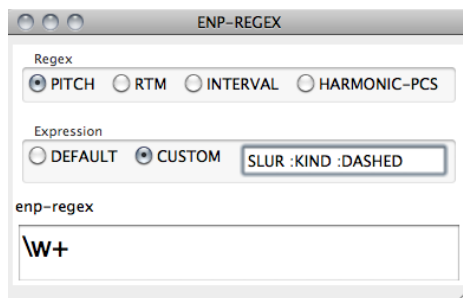 ENP-REGEX
Regex
PITCH RTM INTERVAL HARMONIC-PCS
Expression
DEFAULT CUSTOM SLUR :KIND :DASHED
enp-regex
\w+